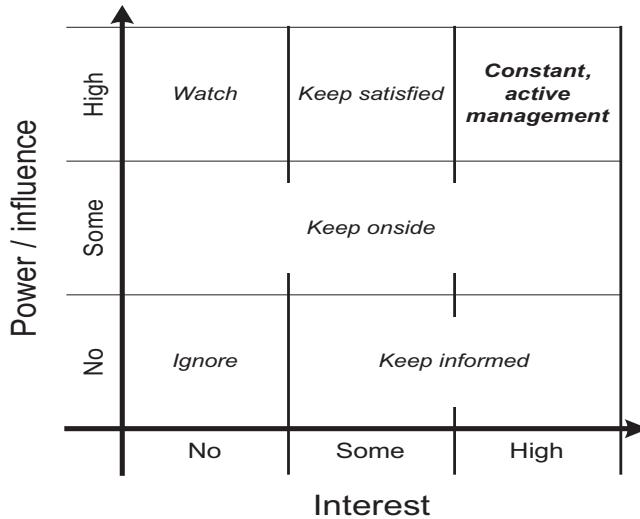 Power / influence
High
Watch
Keep satisfied
Constant,
active
management
Some
Keep onside
No
Ignore
Keep informed
No
Some
High
Interest